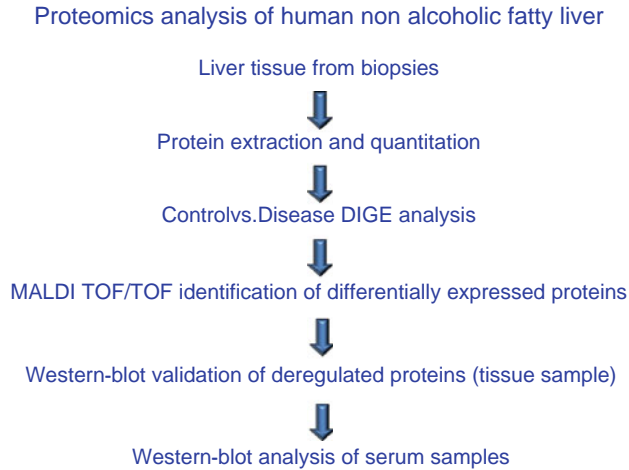 Proteomics analysis of human non alcoholic fatty liver
Liver tissue from biopsies
Protein extraction and quantitation
Controlvs.Disease DIGE analysis
MALDI TOF/TOF identification of differentially expressed proteins
Western-blot validation of deregulated proteins (tissue sample)
Western-blot analysis of serum samples